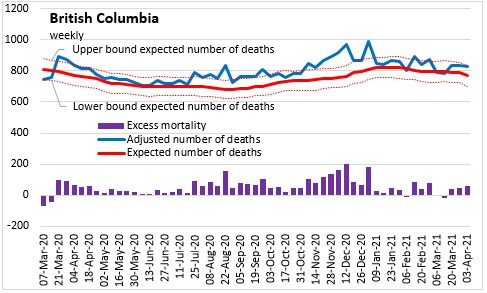 1200
British Columbia
weekly
1000
Upper bound expected number of deaths
800
600
Lower bound expected number of deaths
400
Excess mortality
Adjusted number of deaths
Expected number of deaths
200
0
-200
07-Mar-20
21-Mar-20
04-Apr-20
18-Apr-20
02-May-20
16-May-20
30-May-20
13-Jun-20
27-Jun-20
11-Jul-20
25-Jul-20
08-Aug-20
22-Aug-20
05-Sep-20
19-Sep-20
03-Oct-20
17-Oct-20
31-Oct-20
14-Nov-20
28-Nov-20
12-Dec-20
26-Dec-20
09-Jan-21
23-Jan-21
06-Feb-21
20-Feb-21
06-Mar-21
20-Mar-21
03-Apr-21